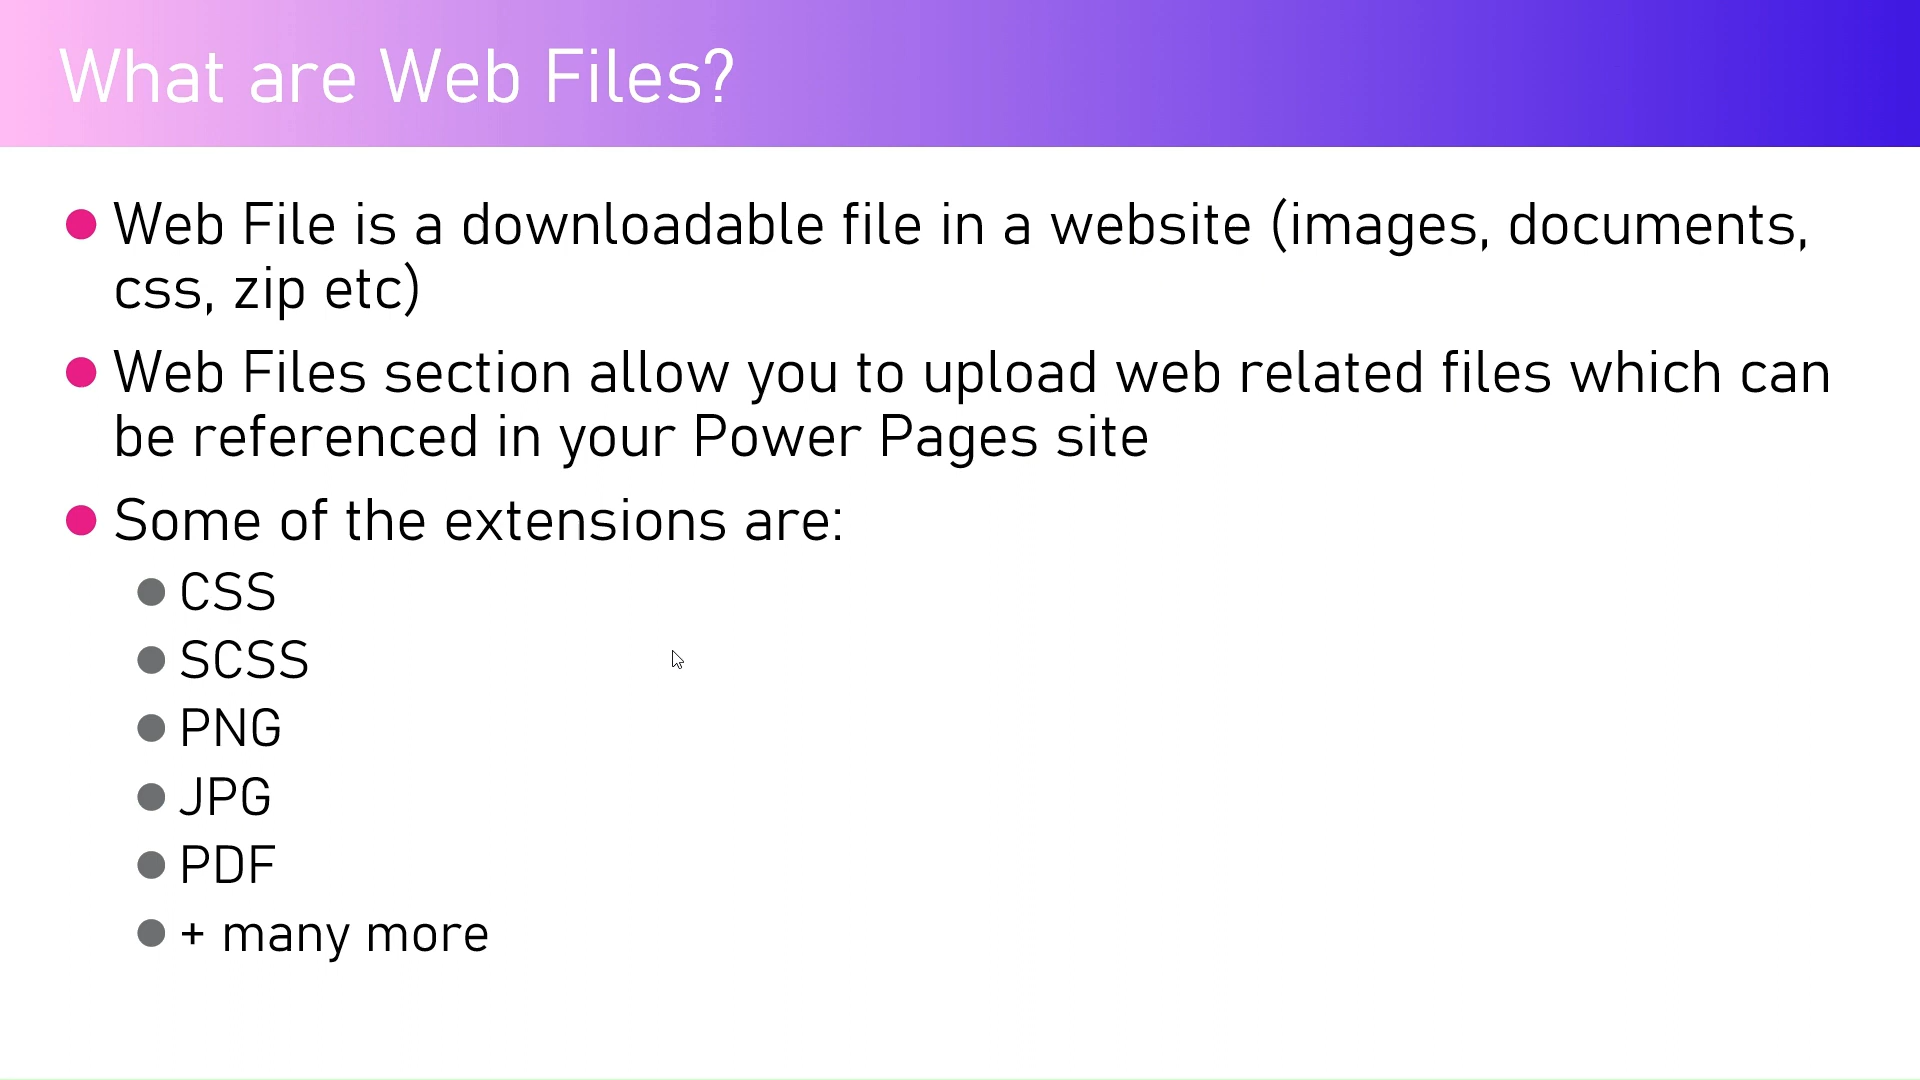 What are Web Files?
Web File is a downloadable file in a website (images, documents,
css, zip etc)
Web Files section allow you to upload web related files which can
be referenced in your Power Pages site
Some of the extensions are:
CSS
SCSS
PNG
JPG
PDF
+ many more